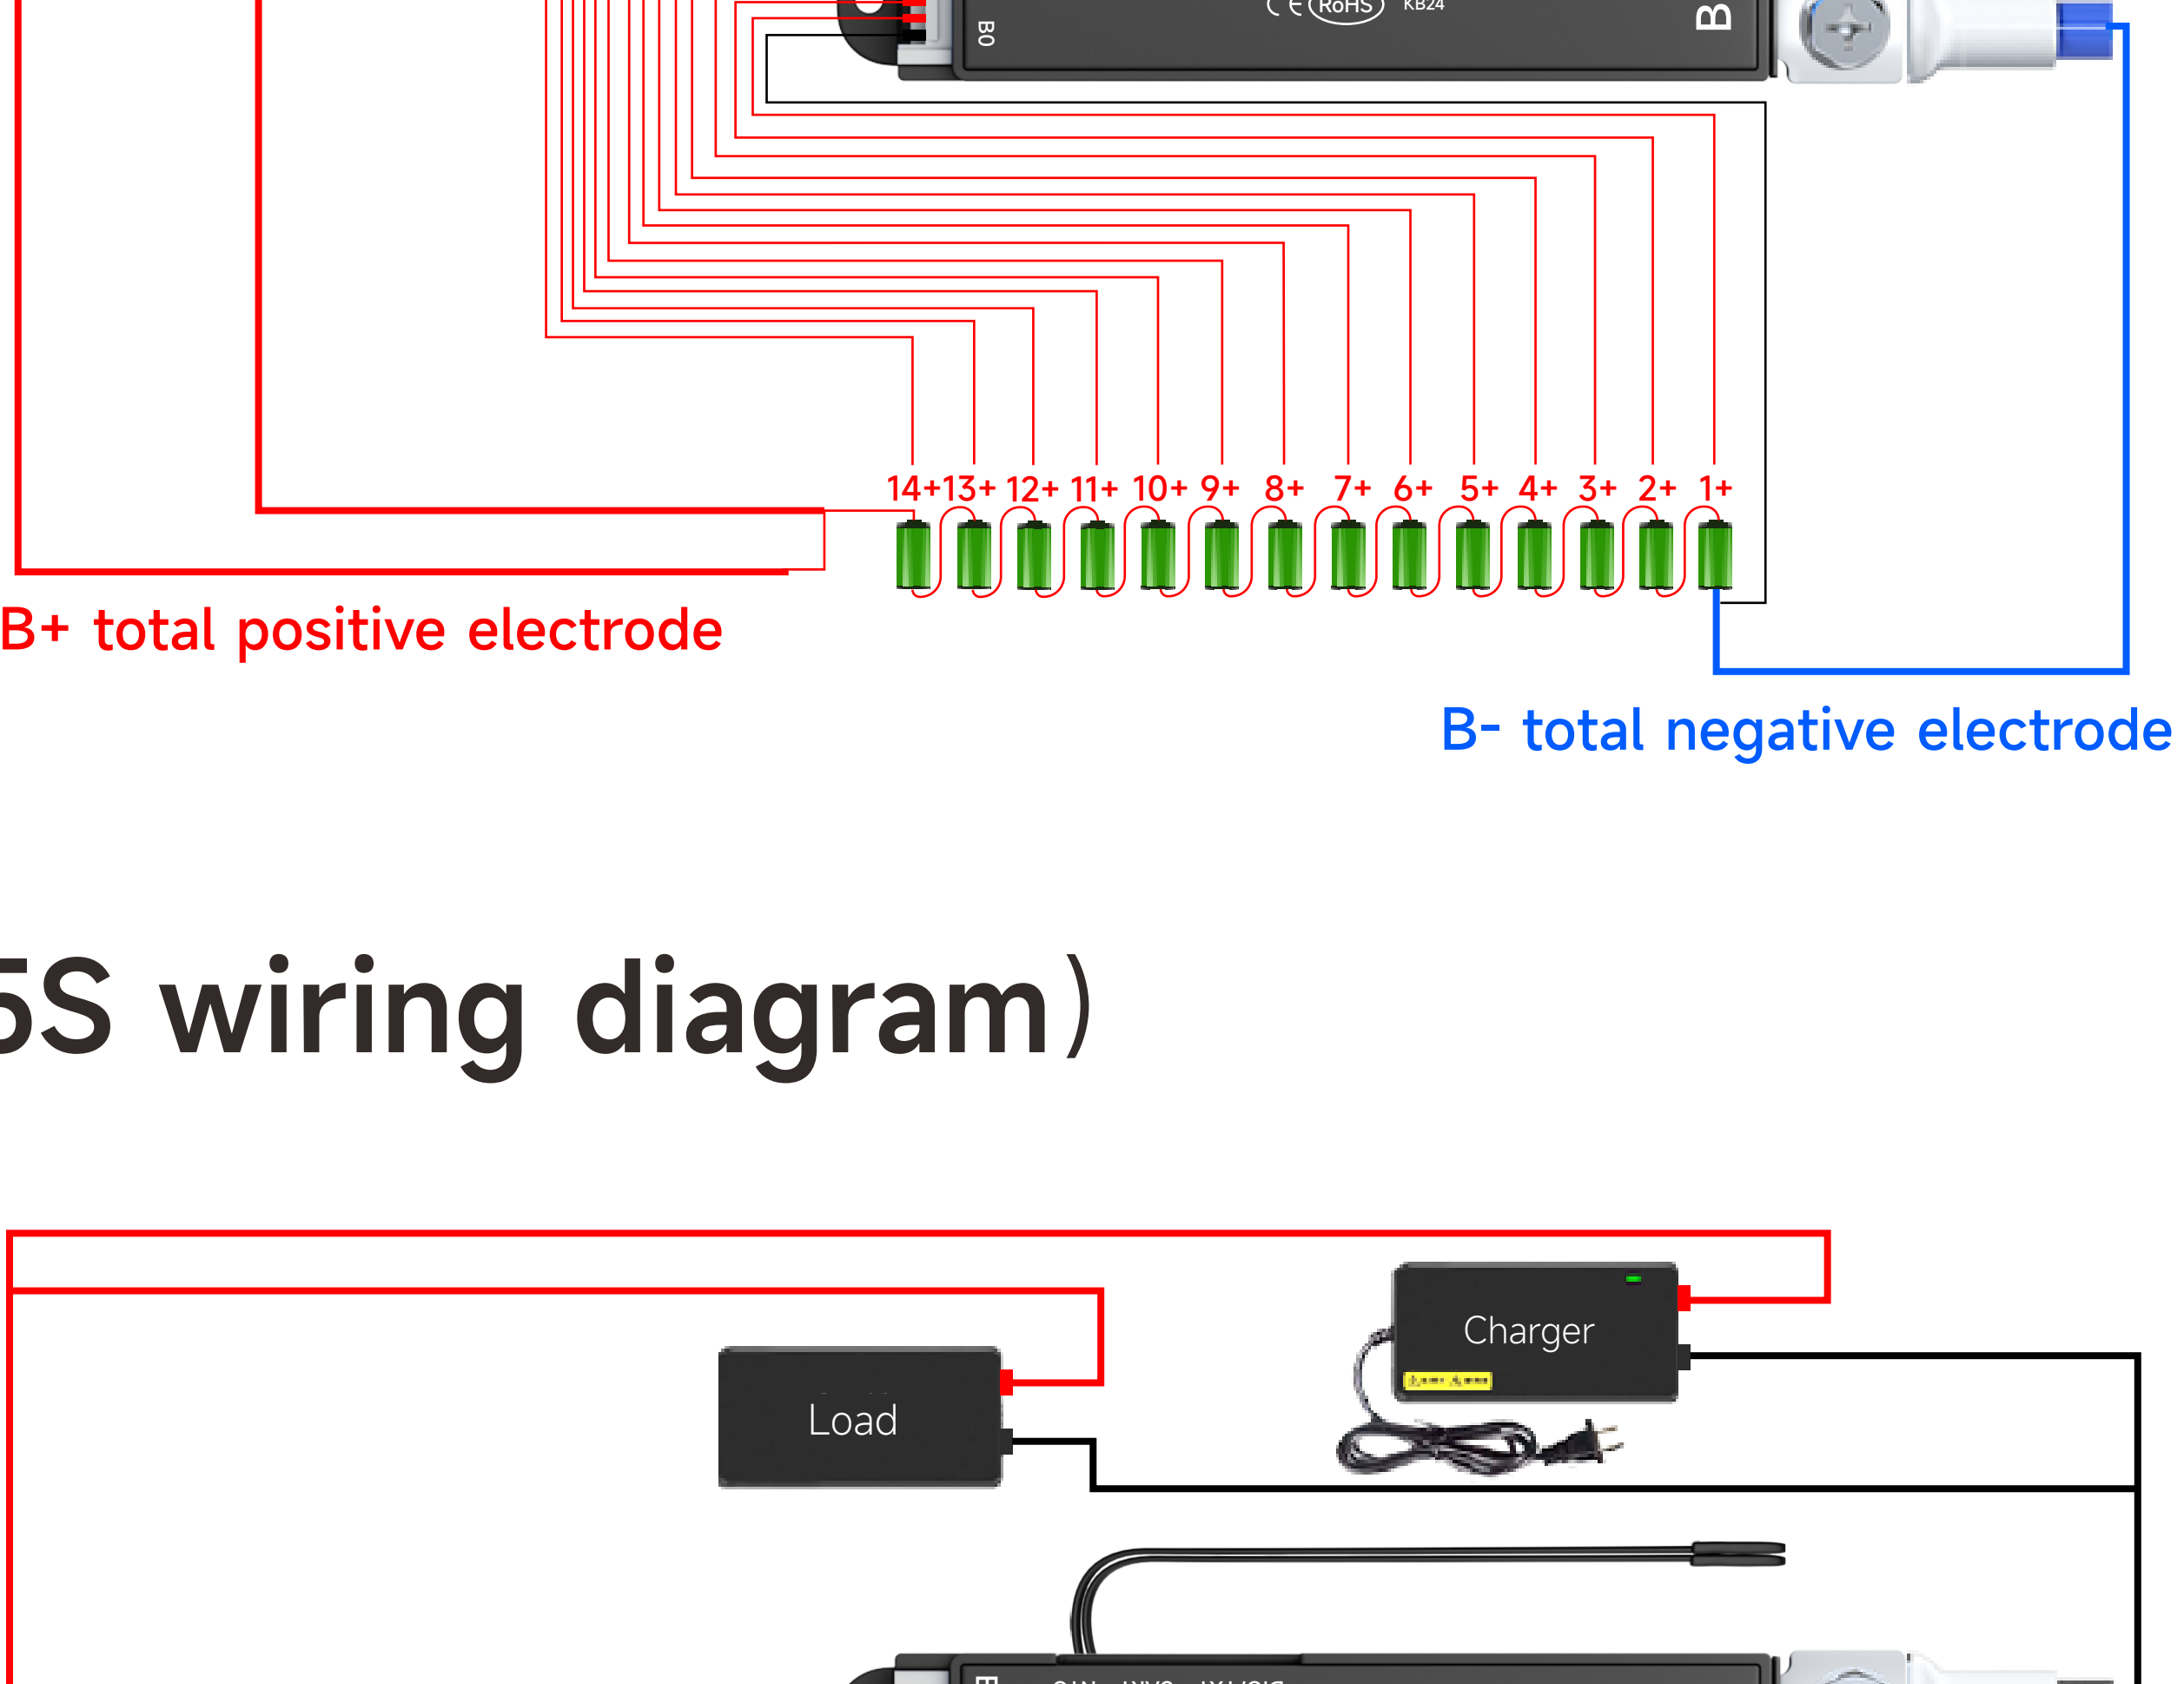 B0
CE RoHS KB24
B
14+ 13+ 12+ 11+ 10+ 9+ 8+ 7+ 6+ 5+ 4+ 3+ 2+ 1+
B+ total positive electrode
B- total negative electrode
5S wiring diagram)
Charger
Load